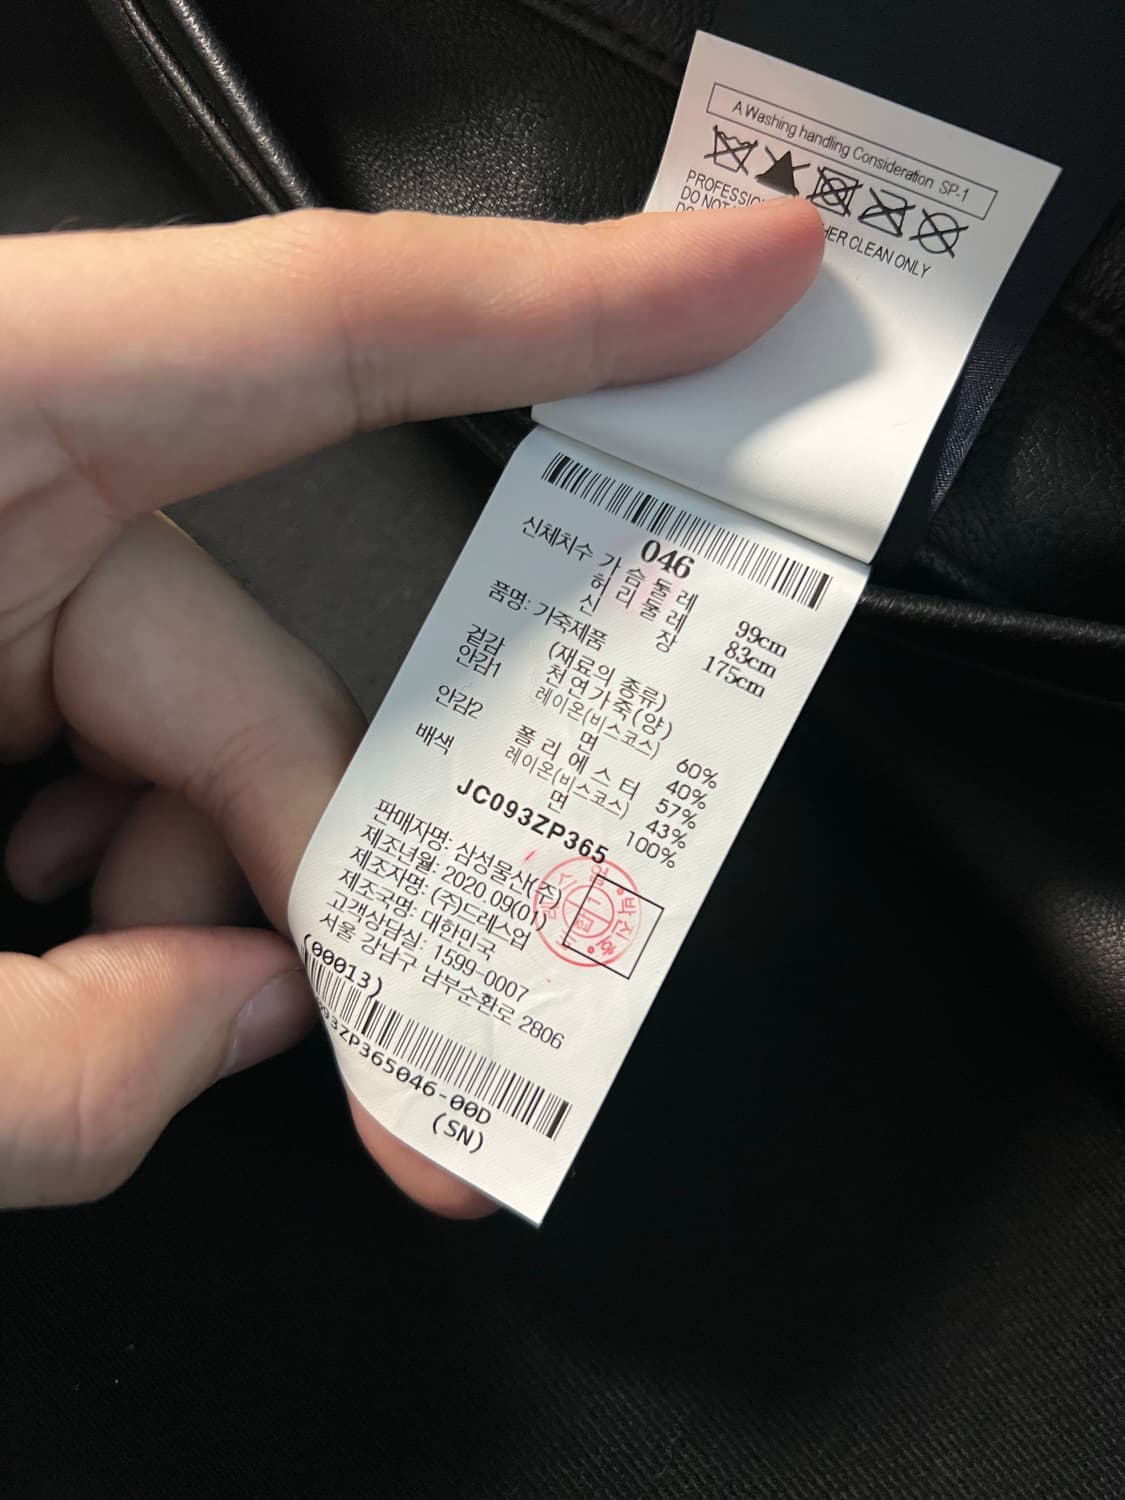 A Washing handling Consideration SP-1
DO NOT
HER CLEAN ONLY
046
신체치수 가슴둘레 99cm
허리둘레 83cm
신장 175cm
품명: 가죽제품
(재료의 종류)
겉감 천연가죽(양)
안감1 레이온(비스코스) 60%
면 40%
안감2 폴리에스터 57%
레이온(비스코스) 43%
배색 면 100%
JC093ZP365
판매자명: 삼성물산(주)
제조년월: 2020 09(01)
제조자명: (주)드레스업
제조국명: 대한민국
고객상담실: 1599-0007
서울 강남구 남부순환로 2806
(00013)
93ZP365046-00D
(SN)